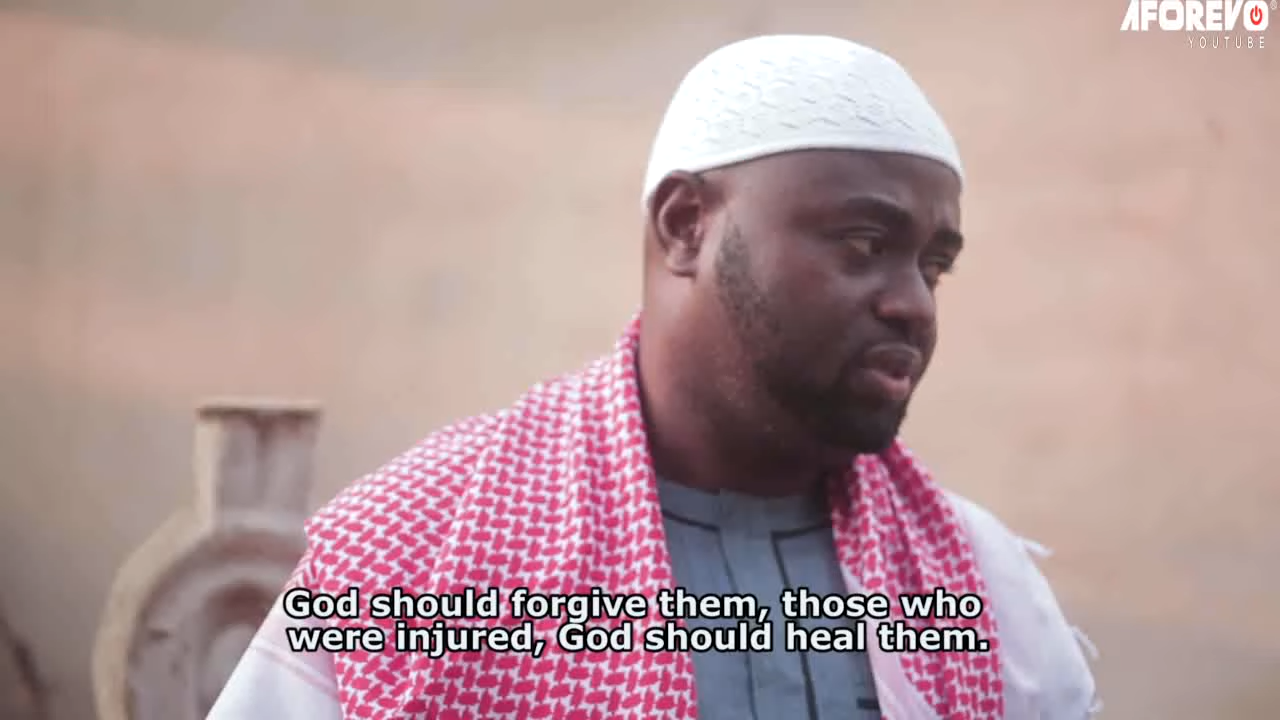 AFOREVO
YOUTUBE
God should forgive them, those who
were injured, God should heal them.